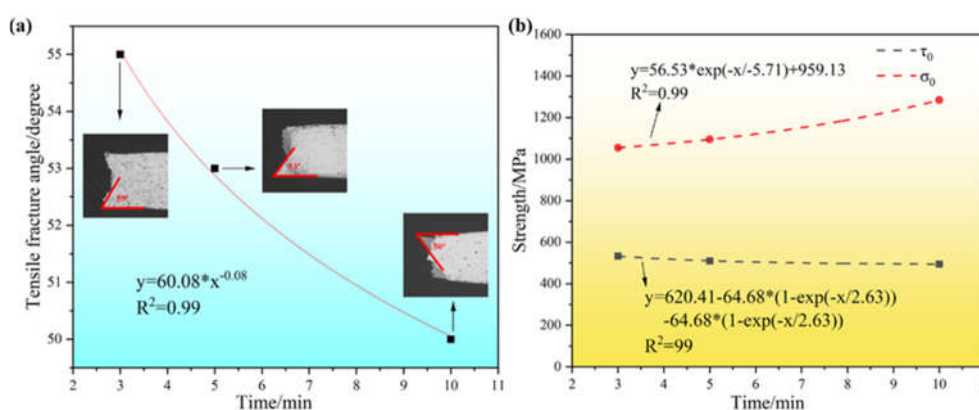 (a)
Tensile fracture angle/degree
55
54
53
52
51
50
50°
y=60.08*x^-0.08
R²=0.99
2 3 4 5 6 7 8 9 10 11
Time/min
(b)
Strength/MPa
1600
1400
1200
1000
800
600
400
200
0
τ₀
σ₀
y=56.53*exp(-x/-5.71)+959.13
R²=0.99
y=620.41-64.68*(1-exp(-x/2.63))
-64.68*(1-exp(-x/2.63))
R²=99
2 3 4 5 6 7 8 9 10 11
Time/min